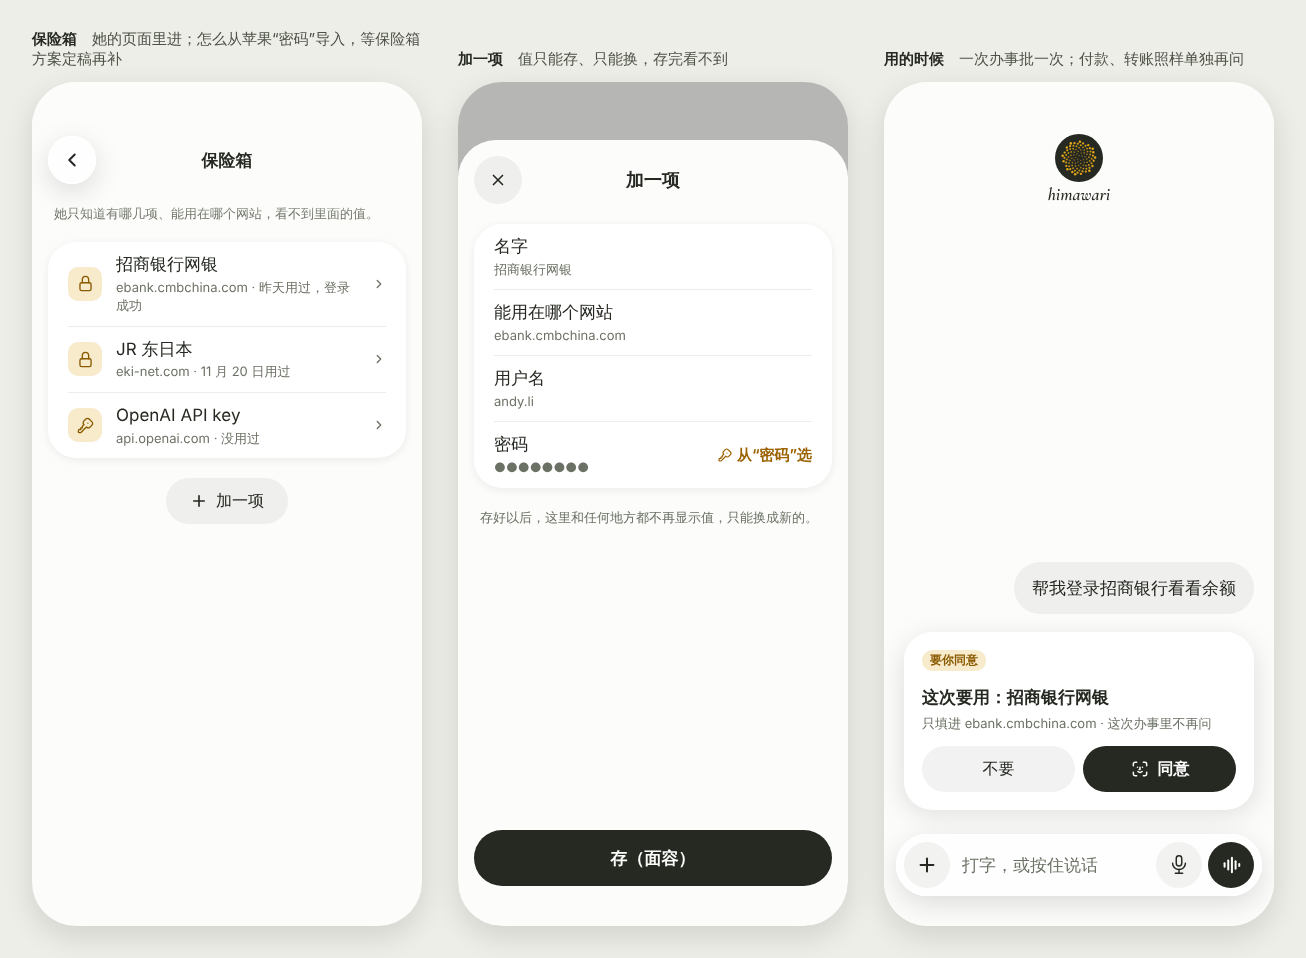 保险箱 她的页面里进；怎么从苹果“密码”导入，等保险箱
方案定稿再补
保险箱
她只知道有哪几项、能用在哪个网站，看不到里面的值。
招商银行网银
ebank.cmbchina.com · 昨天用过，登录
成功
JR 东日本
eki-net.com · 11 月 20 日用过
OpenAI API key
api.openai.com · 没用过
加一项
加一项 值只能存、只能换，存完看不到
加一项
名字
招商银行网银
能用在哪个网站
ebank.cmbchina.com
用户名
andy.li
密码
●●●●●●●●
从“密码”选
存好以后，这里和任何地方都不再显示值，只能换成新的。
存（面容）
用的时候 一次办事批一次；付款、转账照样单独再问
himawari
帮我登录招商银行看看余额
要你同意
这次要用：招商银行网银
只填进 ebank.cmbchina.com · 这次办事里不再问
不要
同意
打字，或按住说话